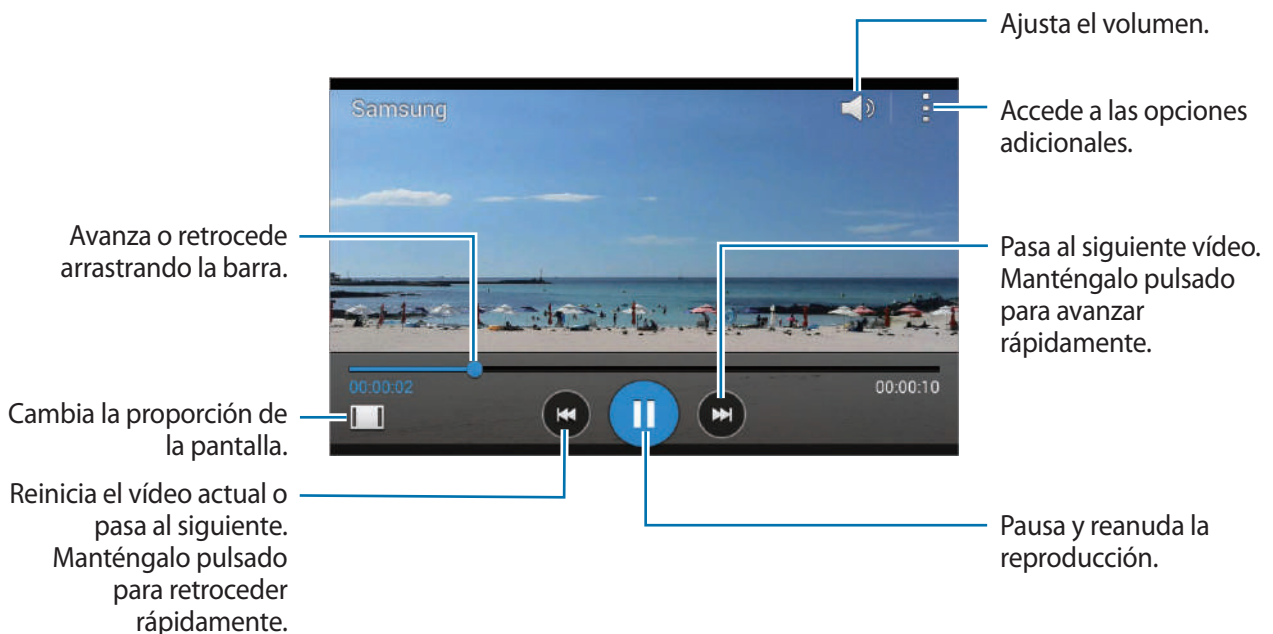 Ajusta el volumen.
Samsung
Accede a las opciones
adicionales.
Avanza o retrocede
arrastrando la barra.
Pasa al siguiente vídeo.
Manténgalo pulsado
para avanzar
rápidamente.
00:00:02
00:00:10
Cambia la proporción de
la pantalla.
Reinicia el vídeo actual o
pasa al siguiente.
Manténgalo pulsado
para retroceder
rápidamente.
Pausa y reanuda la
reproducción.